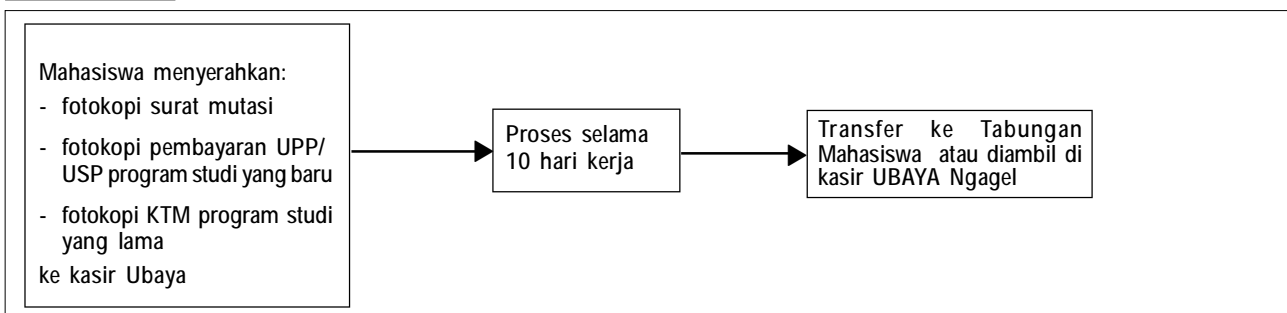 Mahasiswa menyerahkan:
- fotokopi surat mutasi
- fotokopi pembayaran UPP/
USP program studi yang baru
- fotokopi KTM program studi
yang lama
ke kasir Ubaya
Proses selama
10 hari kerja
Transfer ke Tabungan
Mahasiswa atau diambil di
kasir UBAYA Ngagel